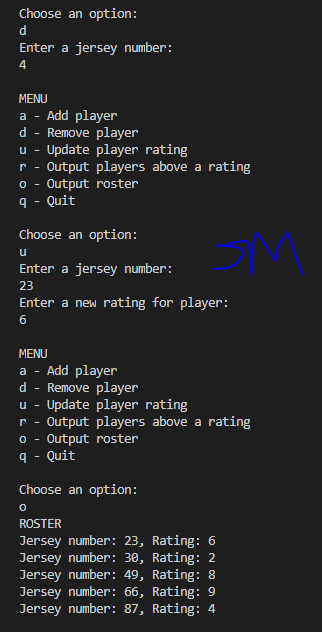 Choose an option:
d
Enter a jersey number:
4
MENU
a - Add player
d - Remove player
u - Update player rating
r - Output players above a rating
o - Output roster
q - Quit
Choose an option:
u
Enter a jersey number:
23
Enter a new rating for player:
6
MENU
a - Add player
d - Remove player
u - Update player rating
r - Output players above a rating
o - Output roster
q - Quit
Choose an option:
o
ROSTER
Jersey number: 23, Rating: 6
Jersey number: 30, Rating: 2
Jersey number: 49, Rating: 8
Jersey number: 66, Rating: 9
Jersey number: 87, Rating: 4